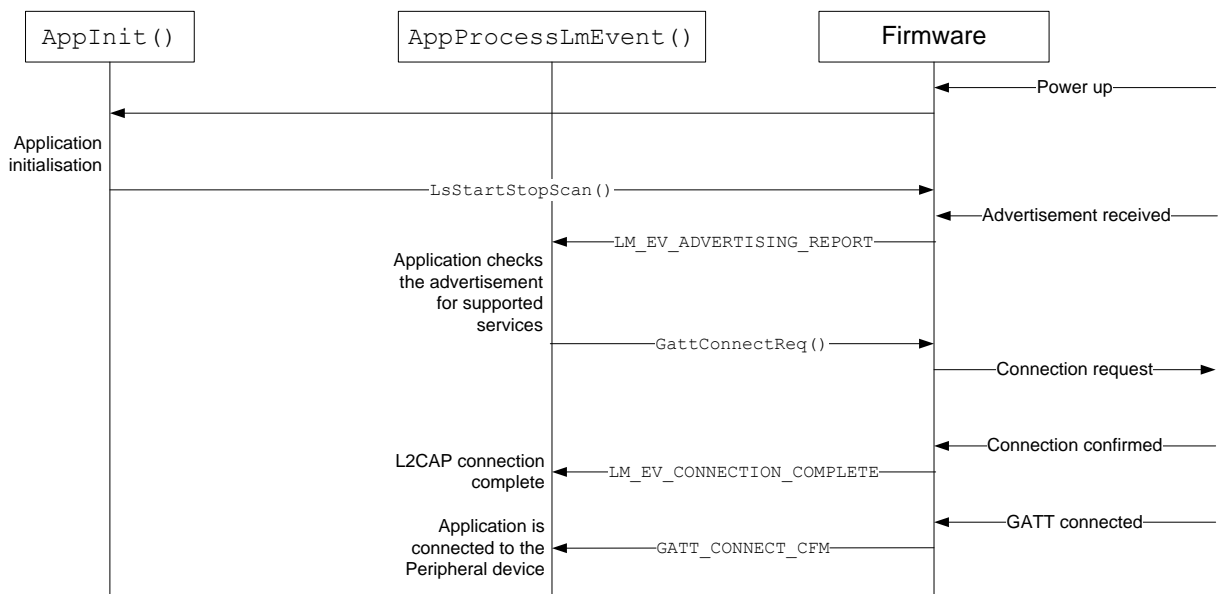 AppInit()
AppProcessLmEvent()
Firmware
Power up
Application
initialisation
LsStartStopScan()
Advertisement received
LM_EV_ADVERTISING_REPORT
Application checks
the advertisement
for supported
services
GattConnectReq()
Connection request
Connection confirmed
L2CAP connection
complete
LM_EV_CONNECTION_COMPLETE
GATT connected
Application is
connected to the
Peripheral device
GATT_CONNECT_CFM